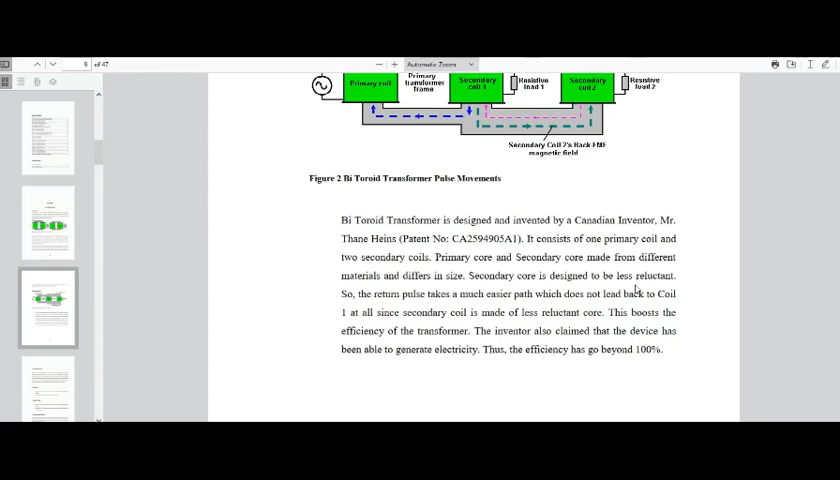 9 of 47
Automatic Zoom
Primary coil
Primary
transformer
frame
Secondary
coil 1
Resistive
load 1
Secondary
coil 2
Resistive
load 2
Secondary Coil 2's Back EMF
magnetic field
Figure 2 Bi Toroid Transformer Pulse Movements
Bi Toroid Transformer is designed and invented by a Canadian Inventor, Mr.
Thane Heins (Patent No: CA2594905A1). It consists of one primary coil and
two secondary coils. Primary core and Secondary core made from different
materials and differs in size. Secondary core is designed to be less reluctant.
So, the return pulse takes a much easier path which does not lead back to Coil
1 at all since secondary coil is made of less reluctant core. This boosts the
efficiency of the transformer. The inventor also claimed that the device has
been able to generate electricity. Thus, the efficiency has go beyond 100%.